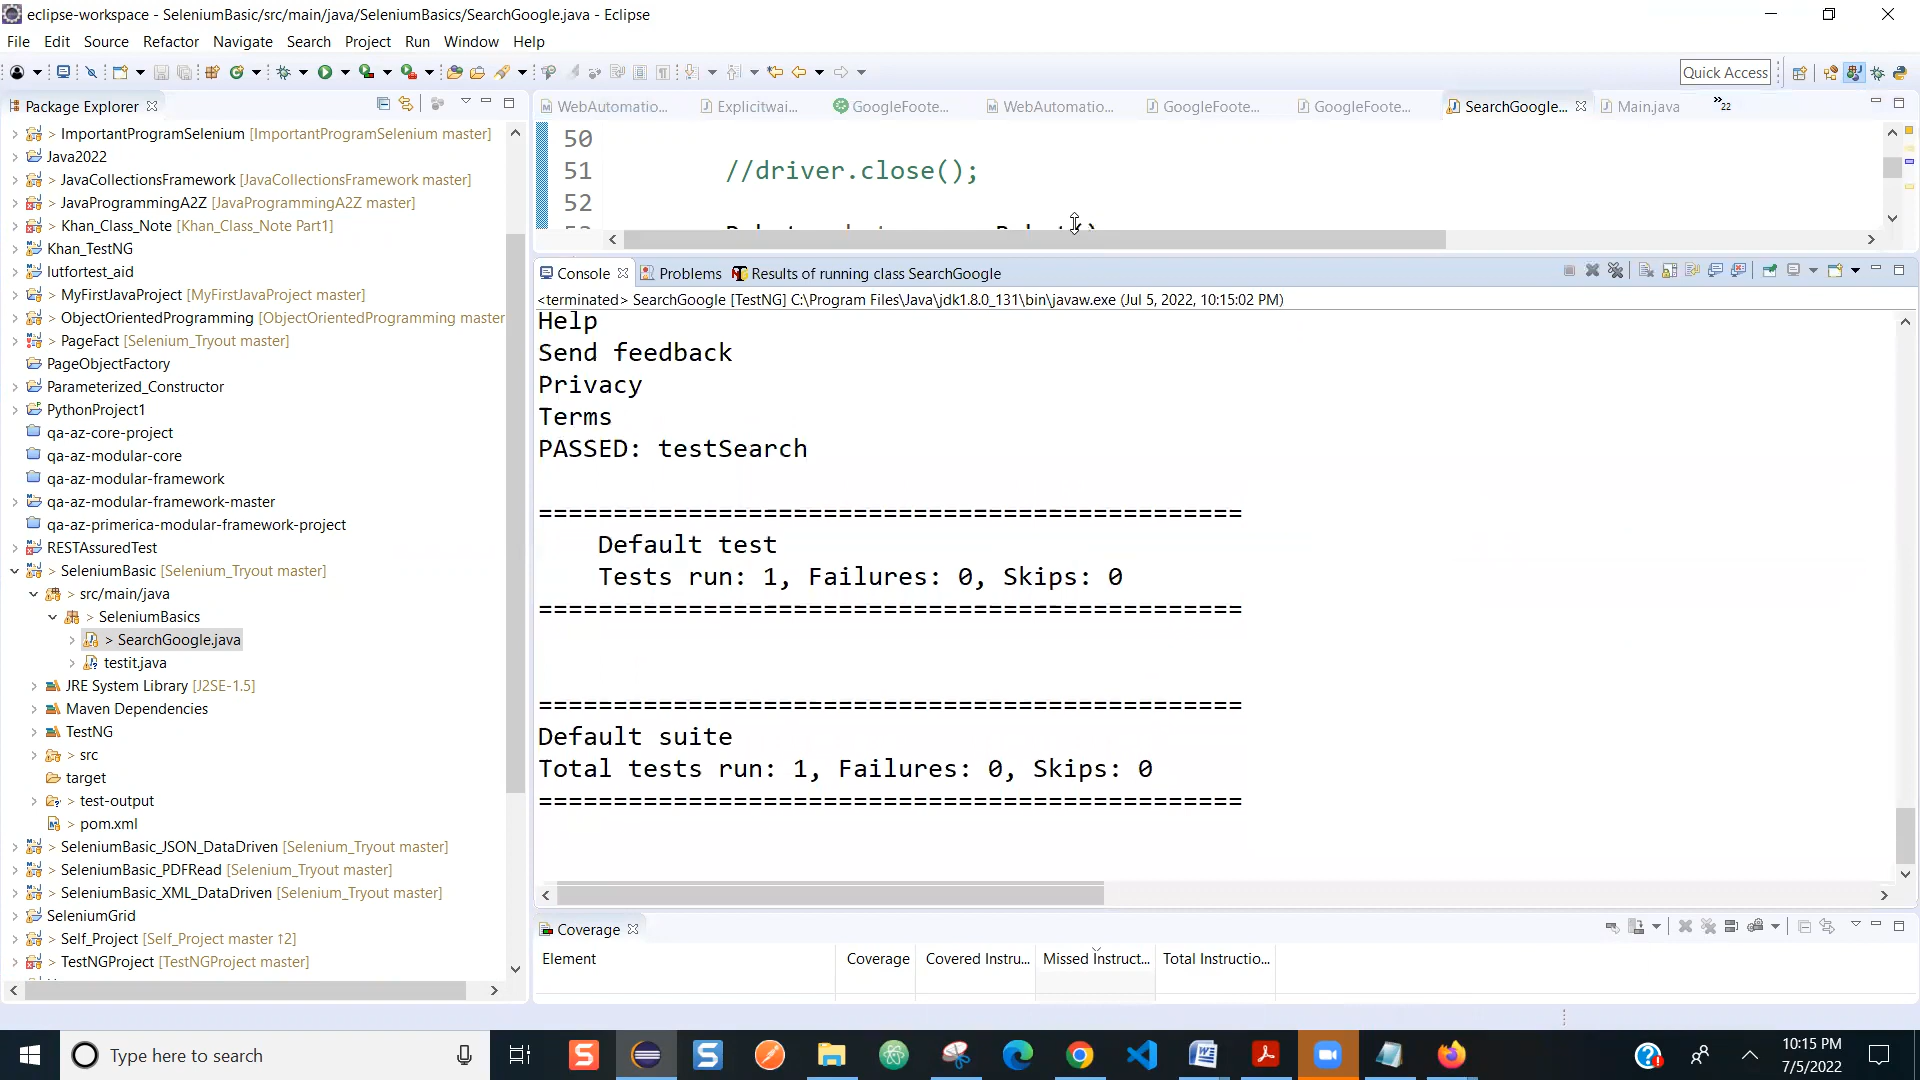 eclipse-workspace - SeleniumBasic/src/main/java/SeleniumBasics/SearchGoogle.java - Eclipse
File Edit Source Refactor Navigate Search Project Run Window Help
Quick Access
Package Explorer
WebAutomatio... Explicitwai... GoogleFoote... WebAutomatio... GoogleFoote... GoogleFoote... SearchGoogle... Main.java »22
> ImportantProgramSelenium [ImportantProgramSelenium master]
Java2022
> JavaCollectionsFramework [JavaCollectionsFramework master]
> JavaProgrammingA2Z [JavaProgrammingA2Z master]
> Khan_Class_Note [Khan_Class_Note Part1]
Khan_TestNG
lutfortest_aid
> MyFirstJavaProject [MyFirstJavaProject master]
> ObjectOrientedProgramming [ObjectOrientedProgramming master
> PageFact [Selenium_Tryout master]
PageObjectFactory
Parameterized_Constructor
PythonProject1
qa-az-core-project
qa-az-modular-core
qa-az-modular-framework
qa-az-modular-framework-master
qa-az-primerica-modular-framework-project
RESTAssuredTest
> SeleniumBasic [Selenium_Tryout master]
> src/main/java
> SeleniumBasics
> SearchGoogle.java
testit.java
JRE System Library [J2SE-1.5]
Maven Dependencies
TestNG
> src
target
> test-output
> pom.xml
> SeleniumBasic_JSON_DataDriven [Selenium_Tryout master]
> SeleniumBasic_PDFRead [Selenium_Tryout master]
> SeleniumBasic_XML_DataDriven [Selenium_Tryout master]
SeleniumGrid
> Self_Project [Self_Project master ↑2]
> TestNGProject [TestNGProject master]
50
51 //driver.close();
52
Console Problems Results of running class SearchGoogle
<terminated> SearchGoogle [TestNG] C:\Program Files\Java\jdk1.8.0_131\bin\javaw.exe (Jul 5, 2022, 10:15:02 PM)
Help
Send feedback
Privacy
Terms
PASSED: testSearch
===============================================
Default test
Tests run: 1, Failures: 0, Skips: 0
===============================================
===============================================
Default suite
Total tests run: 1, Failures: 0, Skips: 0
===============================================
Coverage
Element Coverage Covered Instru... Missed Instruct... Total Instructio...
Type here to search
10:15 PM
7/5/2022